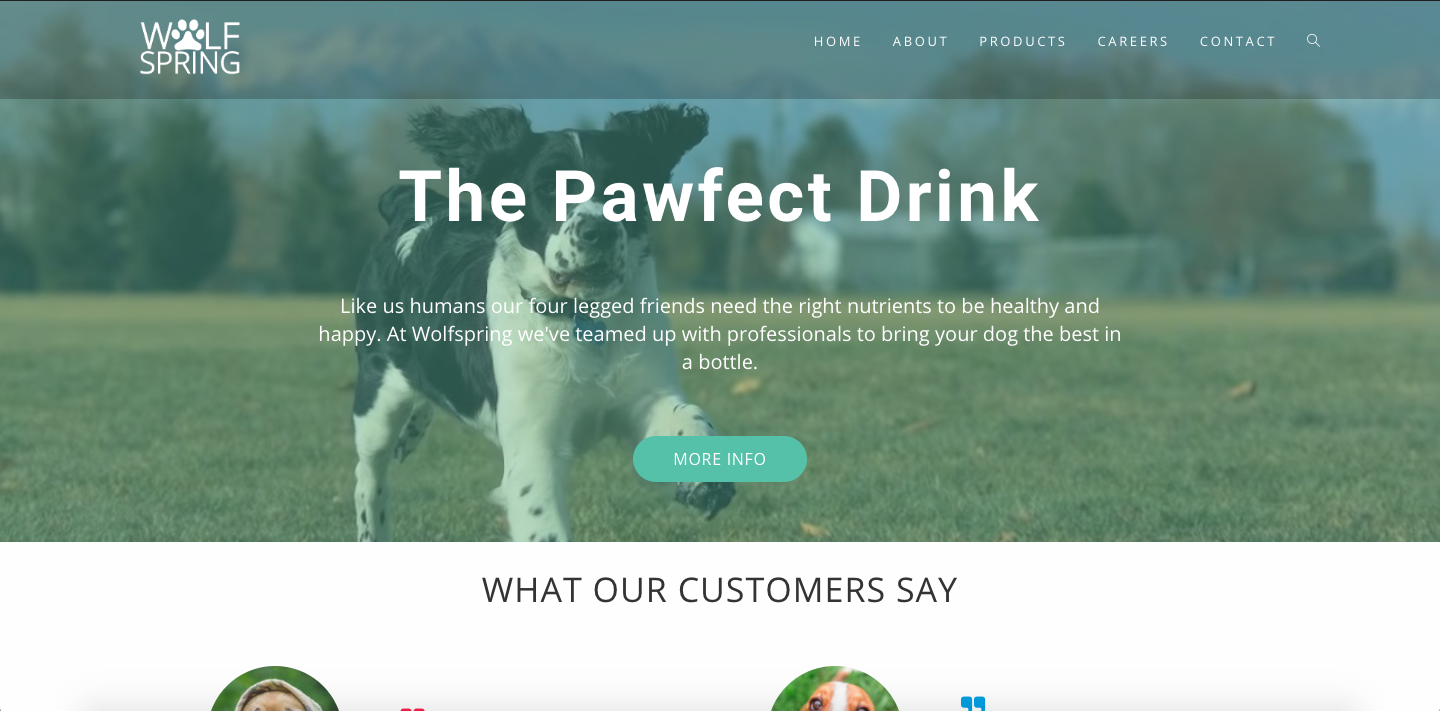 W LF
SPRING
HOME ABOUT PRODUCTS CAREERS CONTACT
The Pawfect Drink
Like us humans our four legged friends need the right nutrients to be healthy and
happy. At Wolfspring we've teamed up with professionals to bring your dog the best in
a bottle.
MORE INFO
WHAT OUR CUSTOMERS SAY